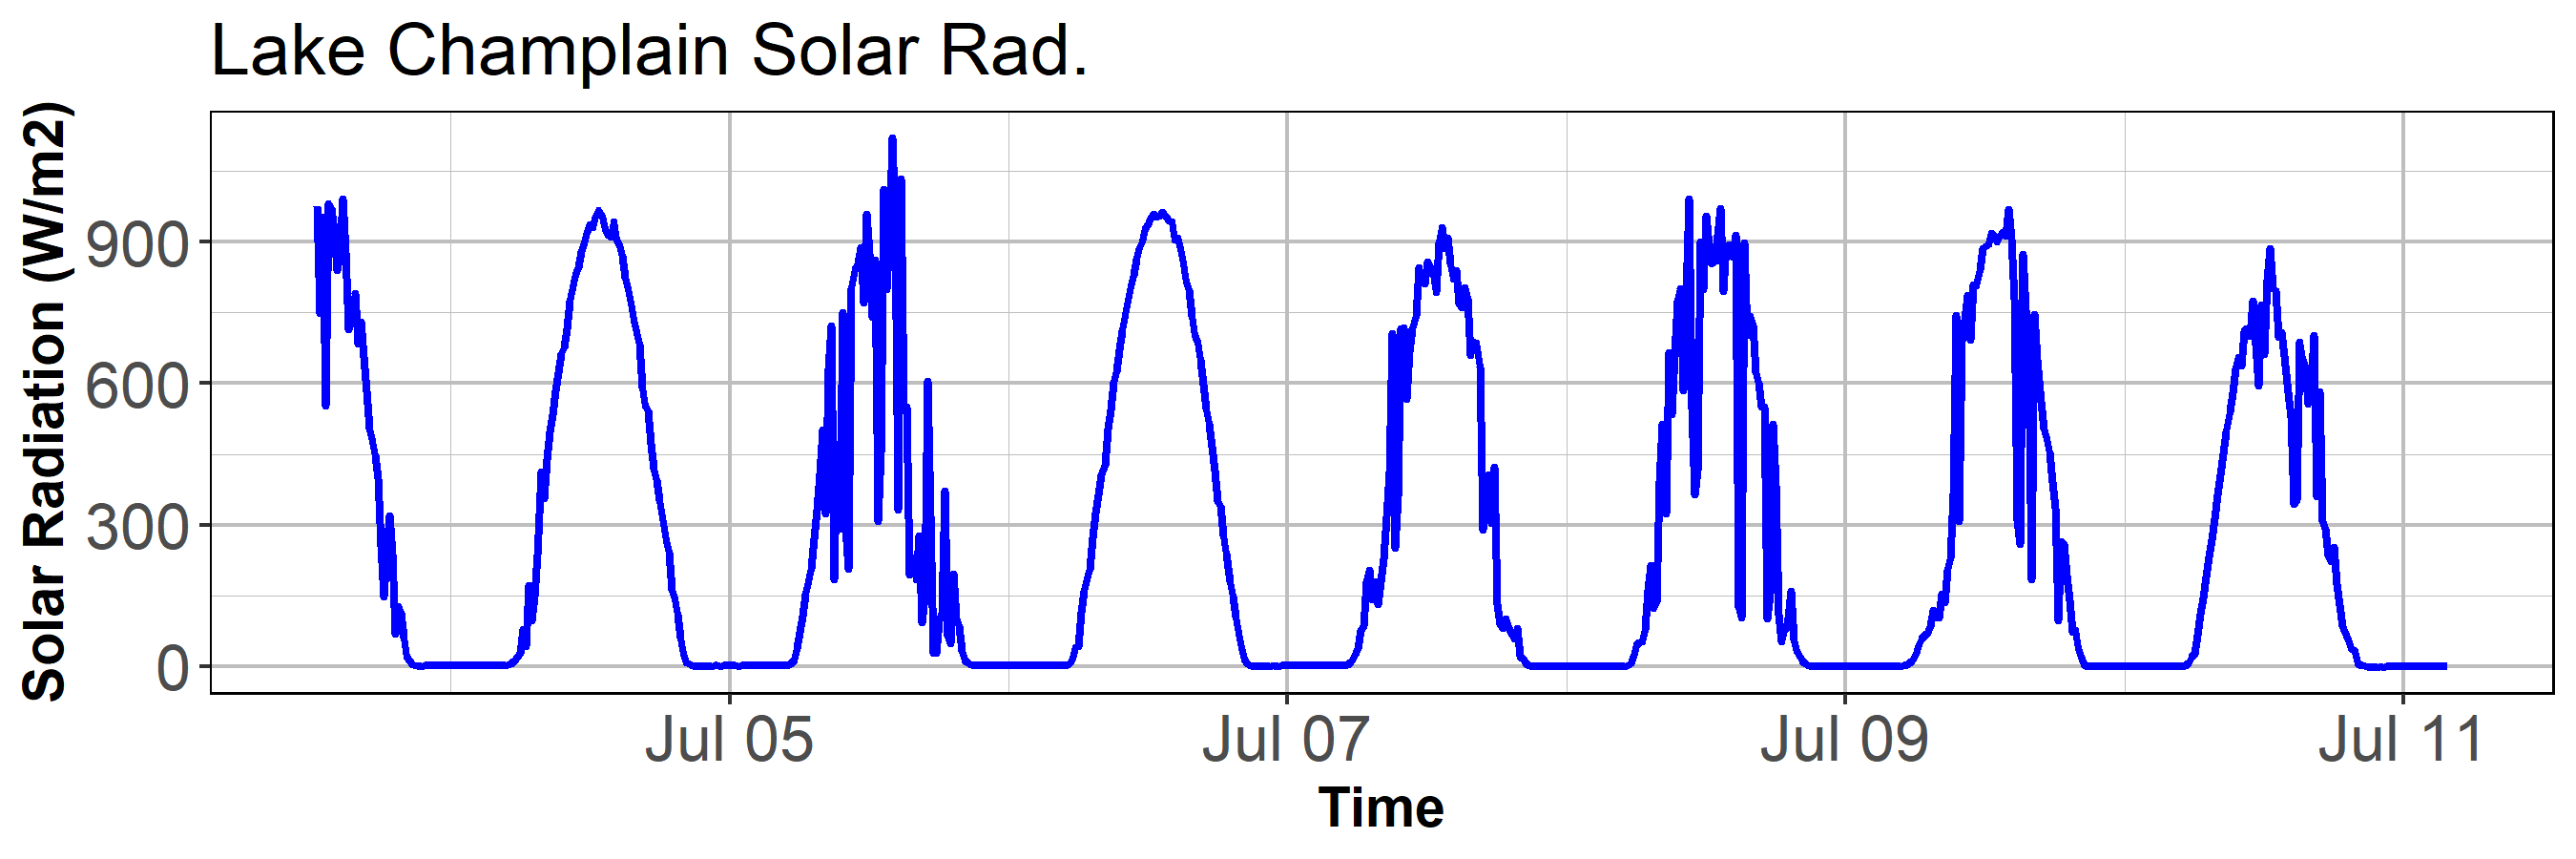 Lake Champlain Solar Rad.
Solar Radiation (W/m2)
900
600
300
0
Jul 05 Jul 07 Jul 09 Jul 11
Time